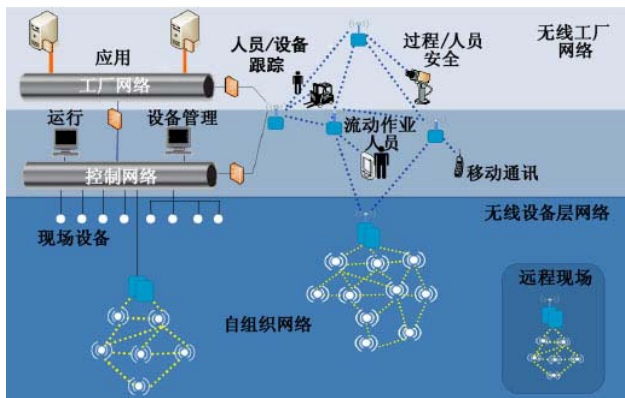 应用
人员/设备
跟踪
过程/人员
安全
无线工厂
网络
工厂网络
运行
设备管理
流动作业
人员
移动通讯
控制网络
无线设备层网络
现场设备
远程现场
自组织网络